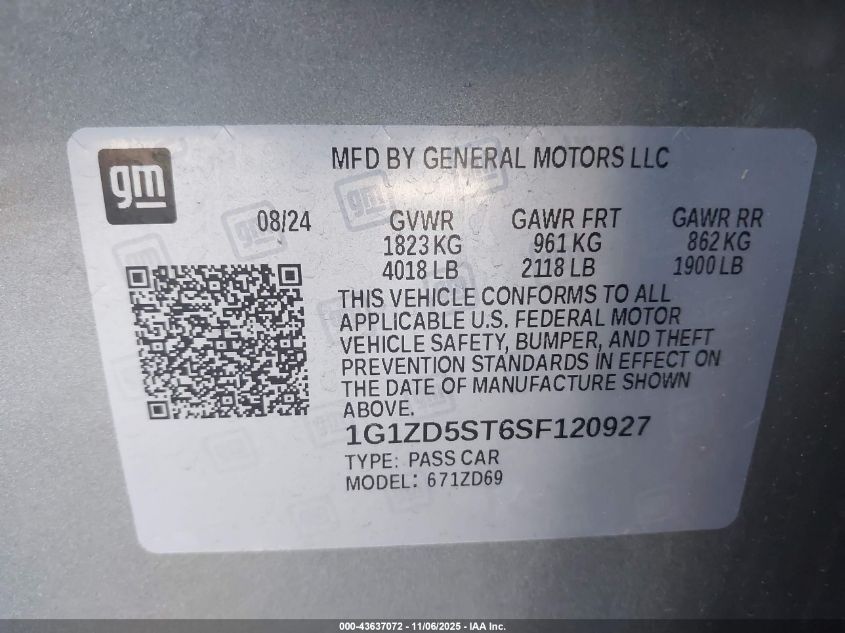 gm
MFD BY GENERAL MOTORS LLC
08/24 GVWR GAWR FRT GAWR RR
1823 KG 961 KG 862 KG
4018 LB 2118 LB 1900 LB
THIS VEHICLE CONFORMS TO ALL
APPLICABLE U.S. FEDERAL MOTOR
VEHICLE SAFETY, BUMPER, AND THEFT
PREVENTION STANDARDS IN EFFECT ON
THE DATE OF MANUFACTURE SHOWN
ABOVE.
1G1ZD5ST6SF120927
TYPE: PASS CAR
MODEL: 671ZD69
000-43637072 - 11/06/2025 - IAA Inc.